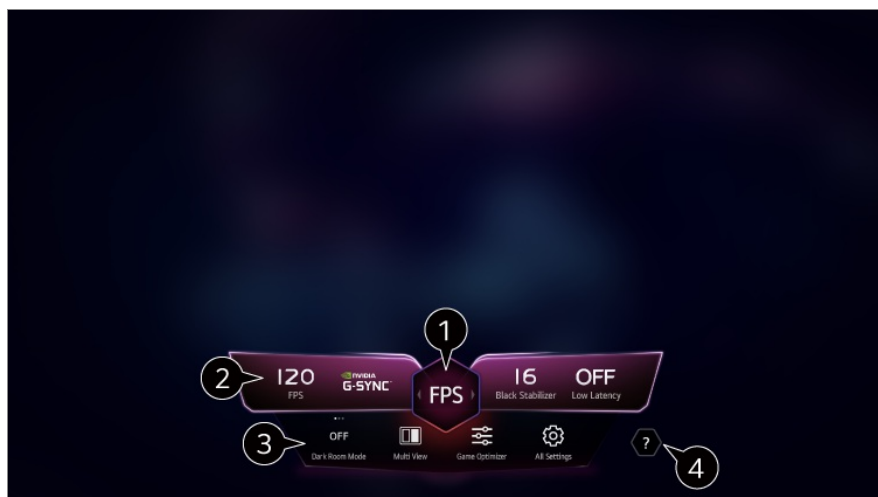 1
2
120
FPS
NVIDIA
G-SYNC
FPS
16
Black Stabilizer
OFF
Low Latency
3
OFF
Dark Room Mode
Multi View
Game Optimizer
All Settings
?
4